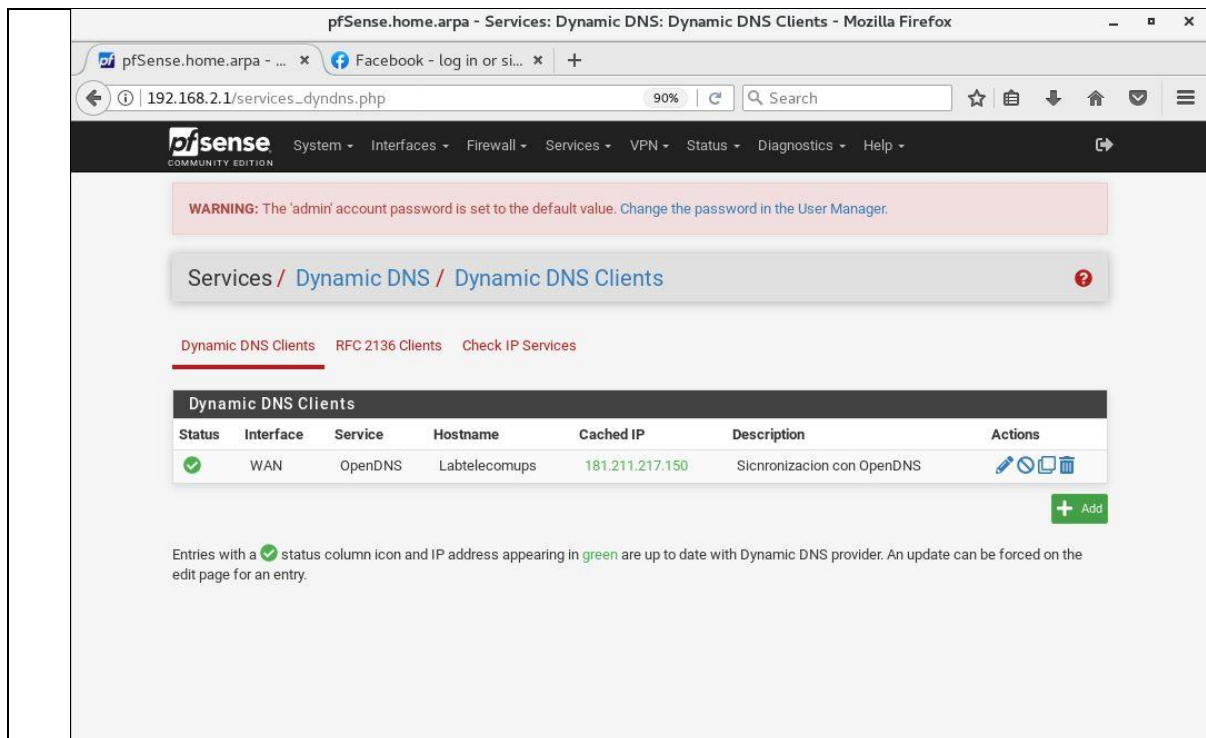 pfSense.home.arpa - Services: Dynamic DNS: Dynamic DNS Clients - Mozilla Firefox
pfSense.home.arpa - ... Facebook - log in or si...
192.168.2.1/services_dyndns.php 90% Search
pfsense System Interfaces Firewall Services VPN Status Diagnostics Help
COMMUNITY EDITION
WARNING: The 'admin' account password is set to the default value. Change the password in the User Manager.
Services / Dynamic DNS / Dynamic DNS Clients
Dynamic DNS Clients RFC 2136 Clients Check IP Services
Dynamic DNS Clients
Status Interface Service Hostname Cached IP Description Actions
WAN OpenDNS Labtelecomups 181.211.217.150 Sicnronizacion con OpenDNS
Add
Entries with a status column icon and IP address appearing in green are up to date with Dynamic DNS provider. An update can be forced on the
edit page for an entry.